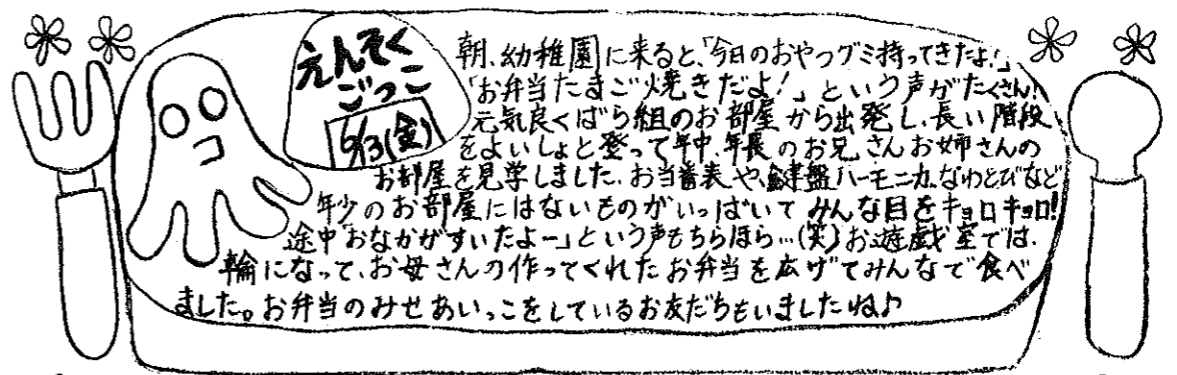 えんそく
ごっこ
5/3(金)
朝、幼稚園に来ると、「今日のおやつグミ持ってきたよ!」
「お弁当たまご焼きだよ!」という声がたくさん!
元気良くばら組のお部屋から出発し、長い階段
をよいしょと登って年中、年長のお兄さんお姉さんの
お部屋を見学しました。お当番表や、鍵盤ハーモニカ、なわとびなど
年少のお部屋にはないものがいっぱいで みんな目をキョロキョロ!
途中「おなかがすいたよー」という声もちらほら…(笑)お遊戯室では、
輪になって、お母さんの作ってくれたお弁当を広げてみんなで食べ
ました。お弁当のみせあいっこをしているお友だちもいましたね♪